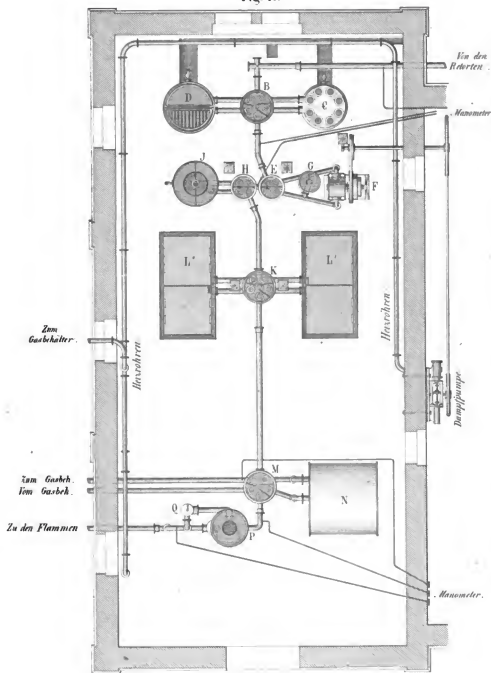 Von den
Retorten.
B
D
C
Manometer
J
H
E
G
F
L"
K
L'
Zum
Gasbehälter
Heizröhren
Heizröhren
Dampfpumpe
Zum Gasbeh.
Vom Gasbeh.
M
N
Q
Zu den Flammen
P
Manometer.